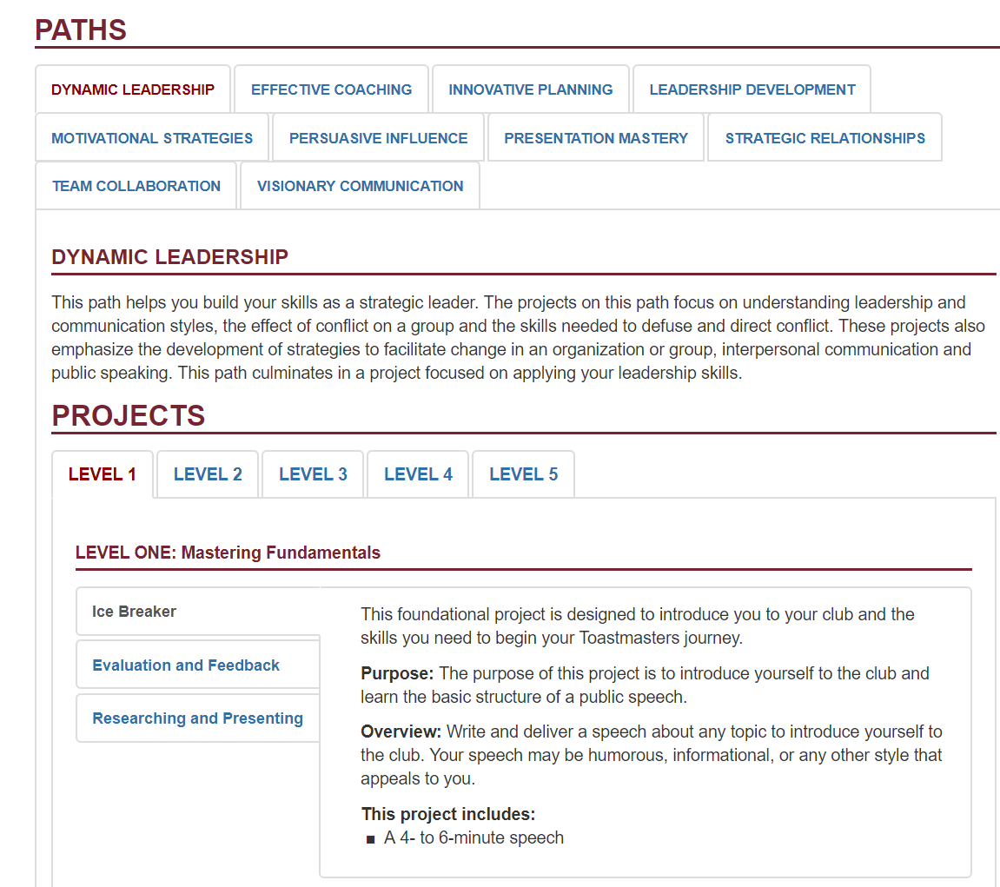 PATHS
DYNAMIC LEADERSHIP
EFFECTIVE COACHING
INNOVATIVE PLANNING
LEADERSHIP DEVELOPMENT
MOTIVATIONAL STRATEGIES
PERSUASIVE INFLUENCE
PRESENTATION MASTERY
STRATEGIC RELATIONSHIPS
TEAM COLLABORATION
VISIONARY COMMUNICATION
DYNAMIC LEADERSHIP
This path helps you build your skills as a strategic leader. The projects on this path focus on understanding leadership and
communication styles, the effect of conflict on a group and the skills needed to defuse and direct conflict. These projects also
emphasize the development of strategies to facilitate change in an organization or group, interpersonal communication and
public speaking. This path culminates in a project focused on applying your leadership skills.
PROJECTS
LEVEL 1
LEVEL 2
LEVEL 3
LEVEL 4
LEVEL 5
LEVEL ONE: Mastering Fundamentals
Ice Breaker
Evaluation and Feedback
Researching and Presenting
This foundational project is designed to introduce you to your club and the
skills you need to begin your Toastmasters journey.
Purpose: The purpose of this project is to introduce yourself to the club and
learn the basic structure of a public speech.
Overview: Write and deliver a speech about any topic to introduce yourself to
the club. Your speech may be humorous, informational, or any other style that
appeals to you.
This project includes:
■ A 4- to 6-minute speech